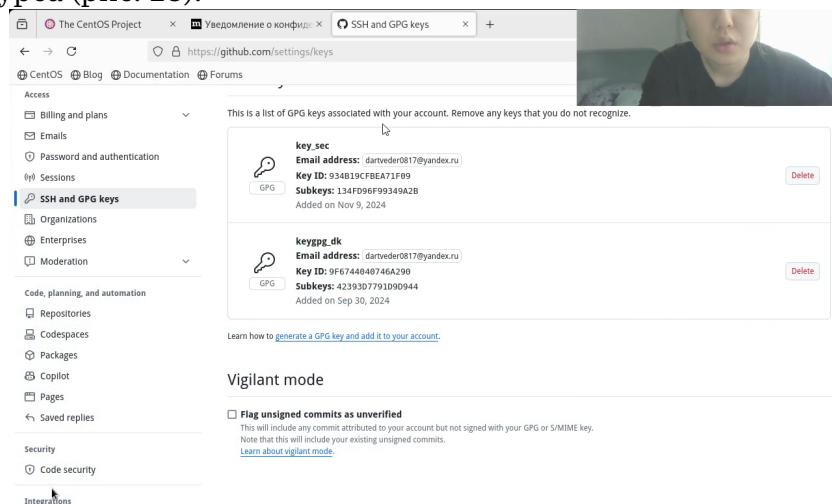 The CentOS Project
Уведомление о конфиде
SSH and GPG keys
https://github.com/settings/keys
CentOS Blog Documentation Forums
Access
Billing and plans
Emails
Password and authentication
Sessions
SSH and GPG keys
Organizations
Enterprises
Moderation
Code, planning, and automation
Repositories
Codespaces
Packages
Copilot
Pages
Saved replies
Security
Code security
Integrations
This is a list of GPG keys associated with your account. Remove any keys that you do not recognize.
key_sec
Email address: dartveder0817@yandex.ru
Key ID: 934B19CFBEA71F09
Subkeys: 134FD96F99349A2B
Added on Nov 9, 2024
GPG
Delete
keygpg_dk
Email address: dartveder0817@yandex.ru
Key ID: 9F6744040746A290
Subkeys: 42393D7791D9D944
Added on Sep 30, 2024
GPG
Delete
Learn how to generate a GPG key and add it to your account.
Vigilant mode
Flag unsigned commits as unverified
This will include any commit attributed to your account but not signed with your GPG or S/MIME key.
Note that this will include your existing unsigned commits.
Learn about vigilant mode.